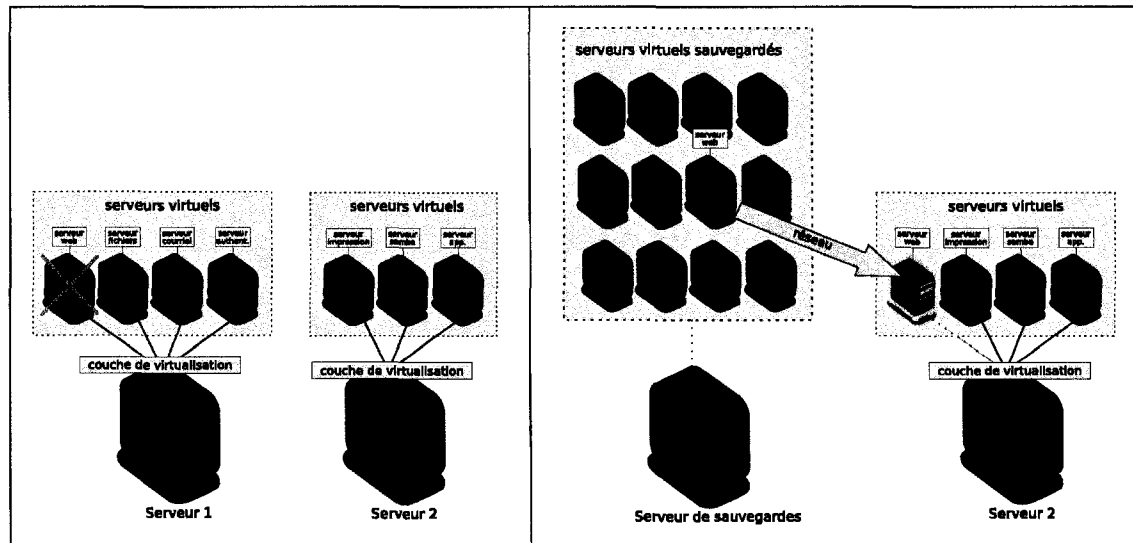 serveurs virtuels
serveur
web
serveur
fichiers
serveur
courriel
serveur
authent.
couche de virtualisation
Serveur 1
serveurs virtuels
serveur
impression
serveur
samba
serveur
app.
couche de virtualisation
Serveur 2
serveurs virtuels sauvegardés
serveur
web
réseau
Serveur de sauvegardes
serveurs virtuels
serveur
web
serveur
impression
serveur
samba
serveur
app.
couche de virtualisation
Serveur 2